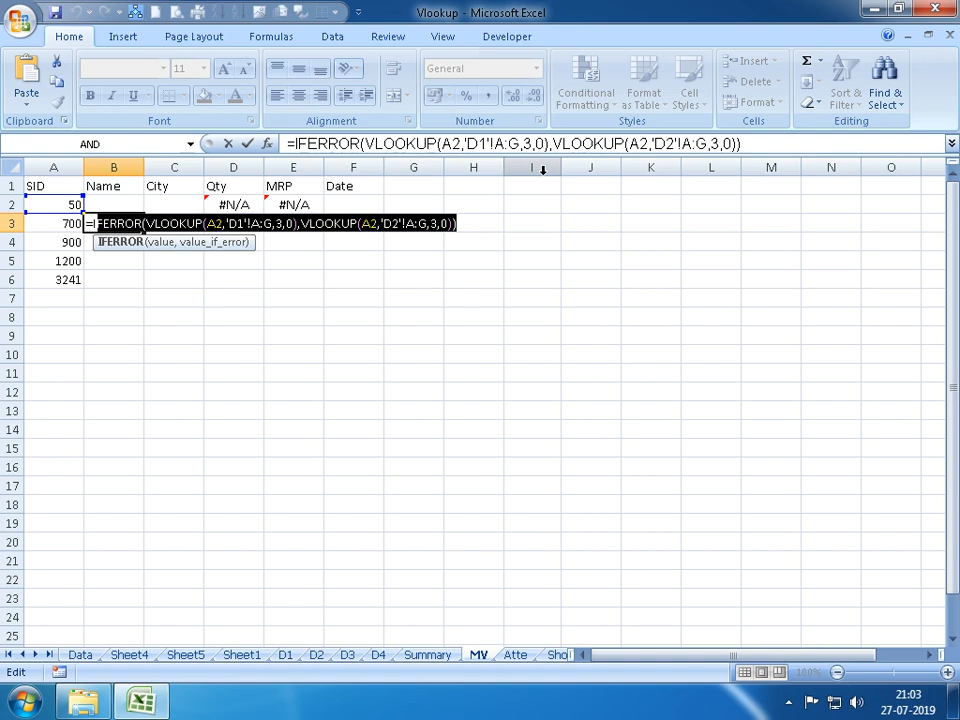 Vlookup - Microsoft Excel
Home Insert Page Layout Formulas Data Review View Developer
Paste
B I U
11
A A
A
General
% ,
Conditional Formatting
Format as Table
Cell Styles
Insert
Delete
Format
Σ
Sort & Filter
Find & Select
Clipboard Font Alignment Number Styles Cells Editing
AND
fx =IFERROR(VLOOKUP(A2,'D1'!A:G,3,0),VLOOKUP(A2,'D2'!A:G,3,0))
A B C D E F G H I J K L M N O
1 SID Name City Qty MRP Date
2 50 #N/A #N/A
3 700 =IFERROR(VLOOKUP(A2,'D1'!A:G,3,0),VLOOKUP(A2,'D2'!A:G,3,0))
4 900 IFERROR(value, value_if_error)
5 1200
6 3241
7
8
9
10
11
12
13
14
15
16
17
18
19
20
21
22
23
24
25
Data Sheet4 Sheet5 Sheet1 D1 D2 D3 D4 Summary MV Atte Sho
Edit 100%
21:03
27-07-2019